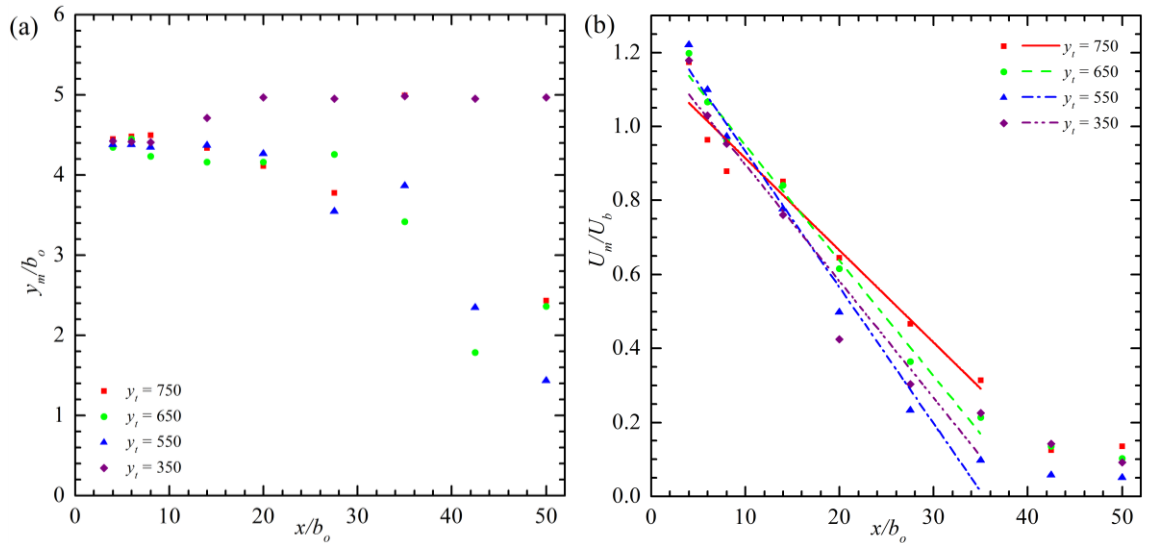 (a)
6
5
4
3
2
1
0
y_m/b_o
y_t = 750
y_t = 650
y_t = 550
y_t = 350
0 10 20 30 40 50
x/b_o
(b)
1.2
1.0
0.8
0.6
0.4
0.2
0.0
U_m/U_b
y_t = 750
y_t = 650
y_t = 550
y_t = 350
0 10 20 30 40 50
x/b_o